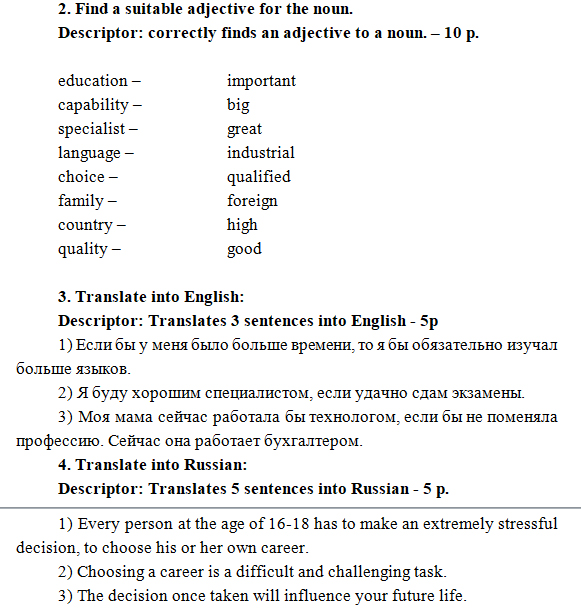 2. Find a suitable adjective for the noun.
Descriptor: correctly finds an adjective to a noun. – 10 p.
education – important
capability – big
specialist – great
language – industrial
choice – qualified
family – foreign
country – high
quality – good
3. Translate into English:
Descriptor: Translates 3 sentences into English - 5p
1) Если бы у меня было больше времени, то я бы обязательно изучал
больше языков.
2) Я буду хорошим специалистом, если удачно сдам экзамены.
3) Моя мама сейчас работала бы технологом, если бы не поменяла
профессию. Сейчас она работает бухгалтером.
4. Translate into Russian:
Descriptor: Translates 5 sentences into Russian - 5 p.
1) Every person at the age of 16-18 has to make an extremely stressful
decision, to choose his or her own career.
2) Choosing a career is a difficult and challenging task.
3) The decision once taken will influence your future life.